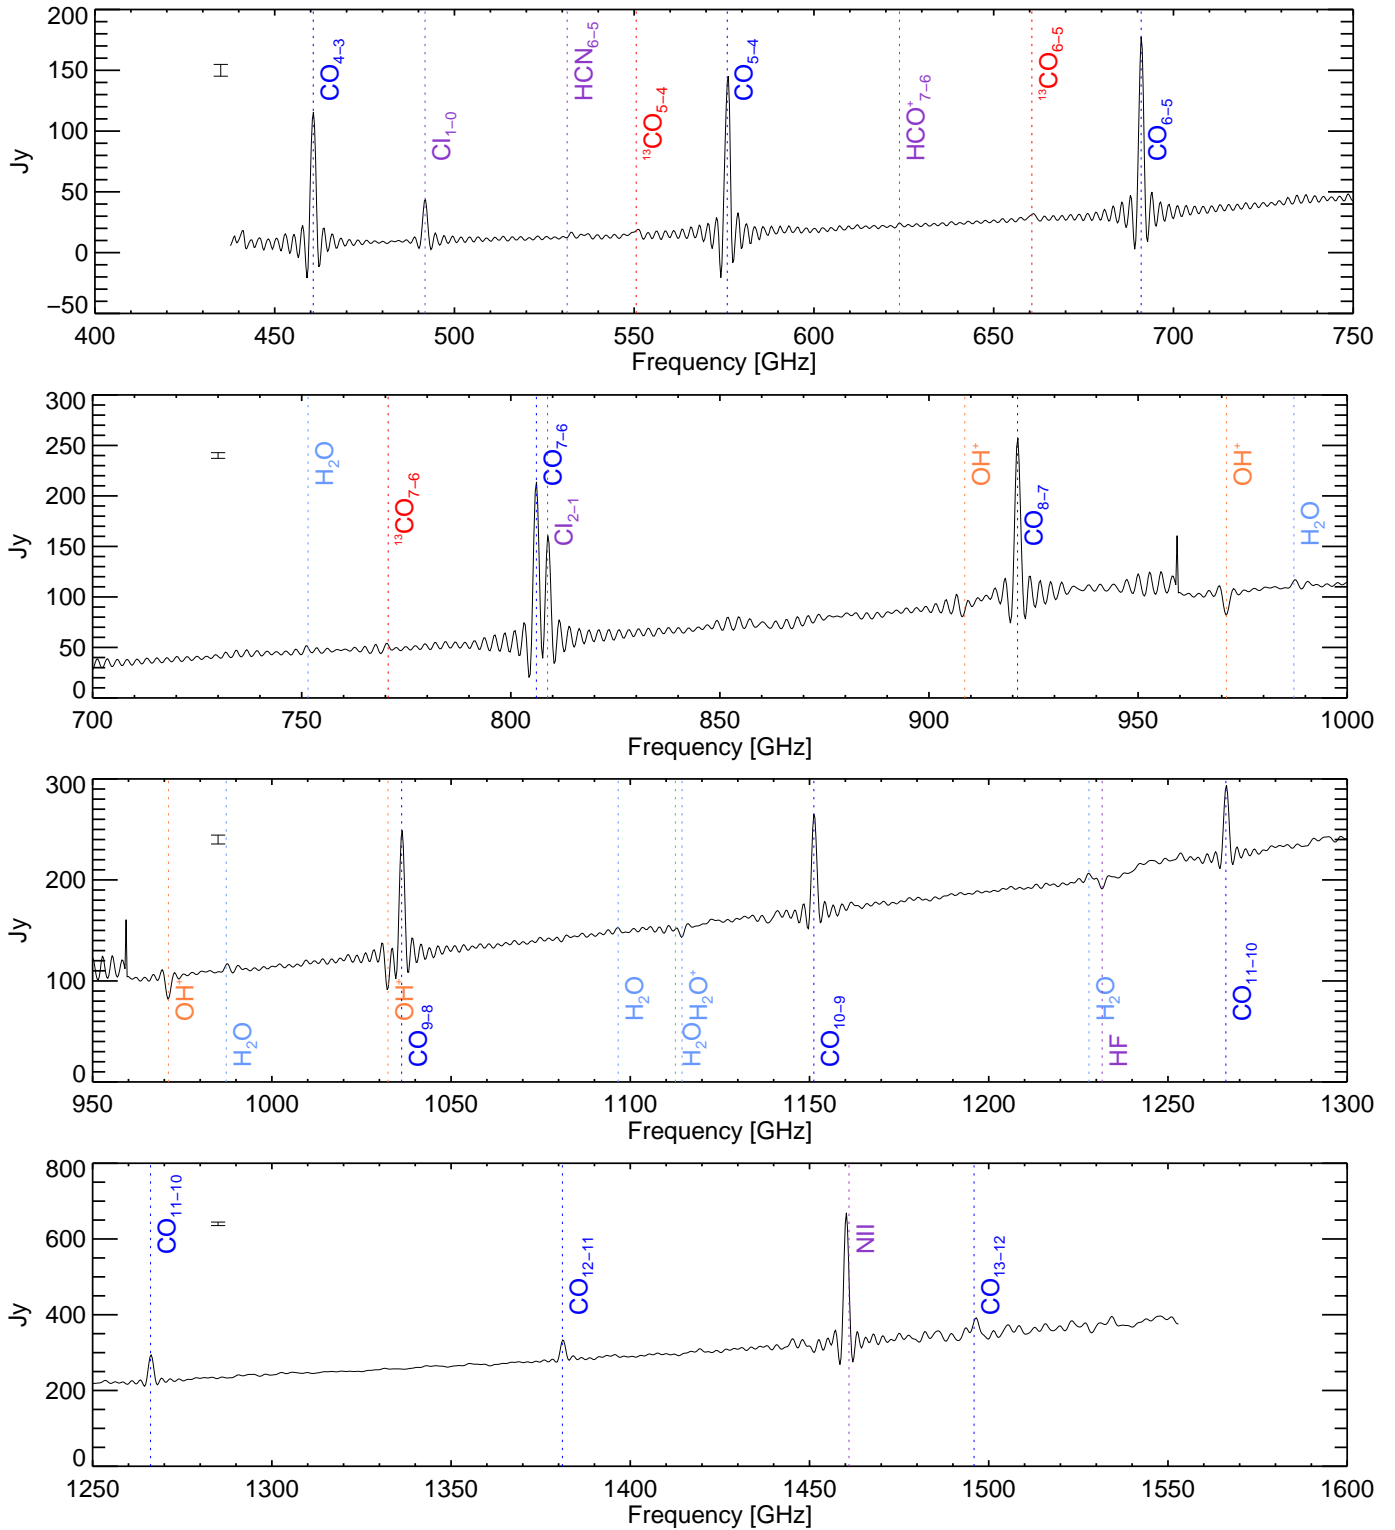 200
150
100
50
0
−50
Jy
CO4−3
CI1−0
HCN6−5
13CO5−4
CO5−4
HCO+7−6
13CO6−5
CO6−5
400 450 500 550 600 650 700 750
Frequency [GHz]
300
250
200
150
100
50
0
Jy
H2O
13CO7−6
CO7−6
CI2−1
OH+
CO8−7
OH+
H2O
700 750 800 850 900 950 1000
Frequency [GHz]
300
200
100
0
Jy
OH+
H2O
OH+
CO9−8
H2O
H2O
H2O+
CO10−9
H2O
HF
CO11−10
950 1000 1050 1100 1150 1200 1250 1300
Frequency [GHz]
800
600
400
200
0
Jy
CO11−10
CO12−11
NII
CO13−12
1250 1300 1350 1400 1450 1500 1550 1600
Frequency [GHz]